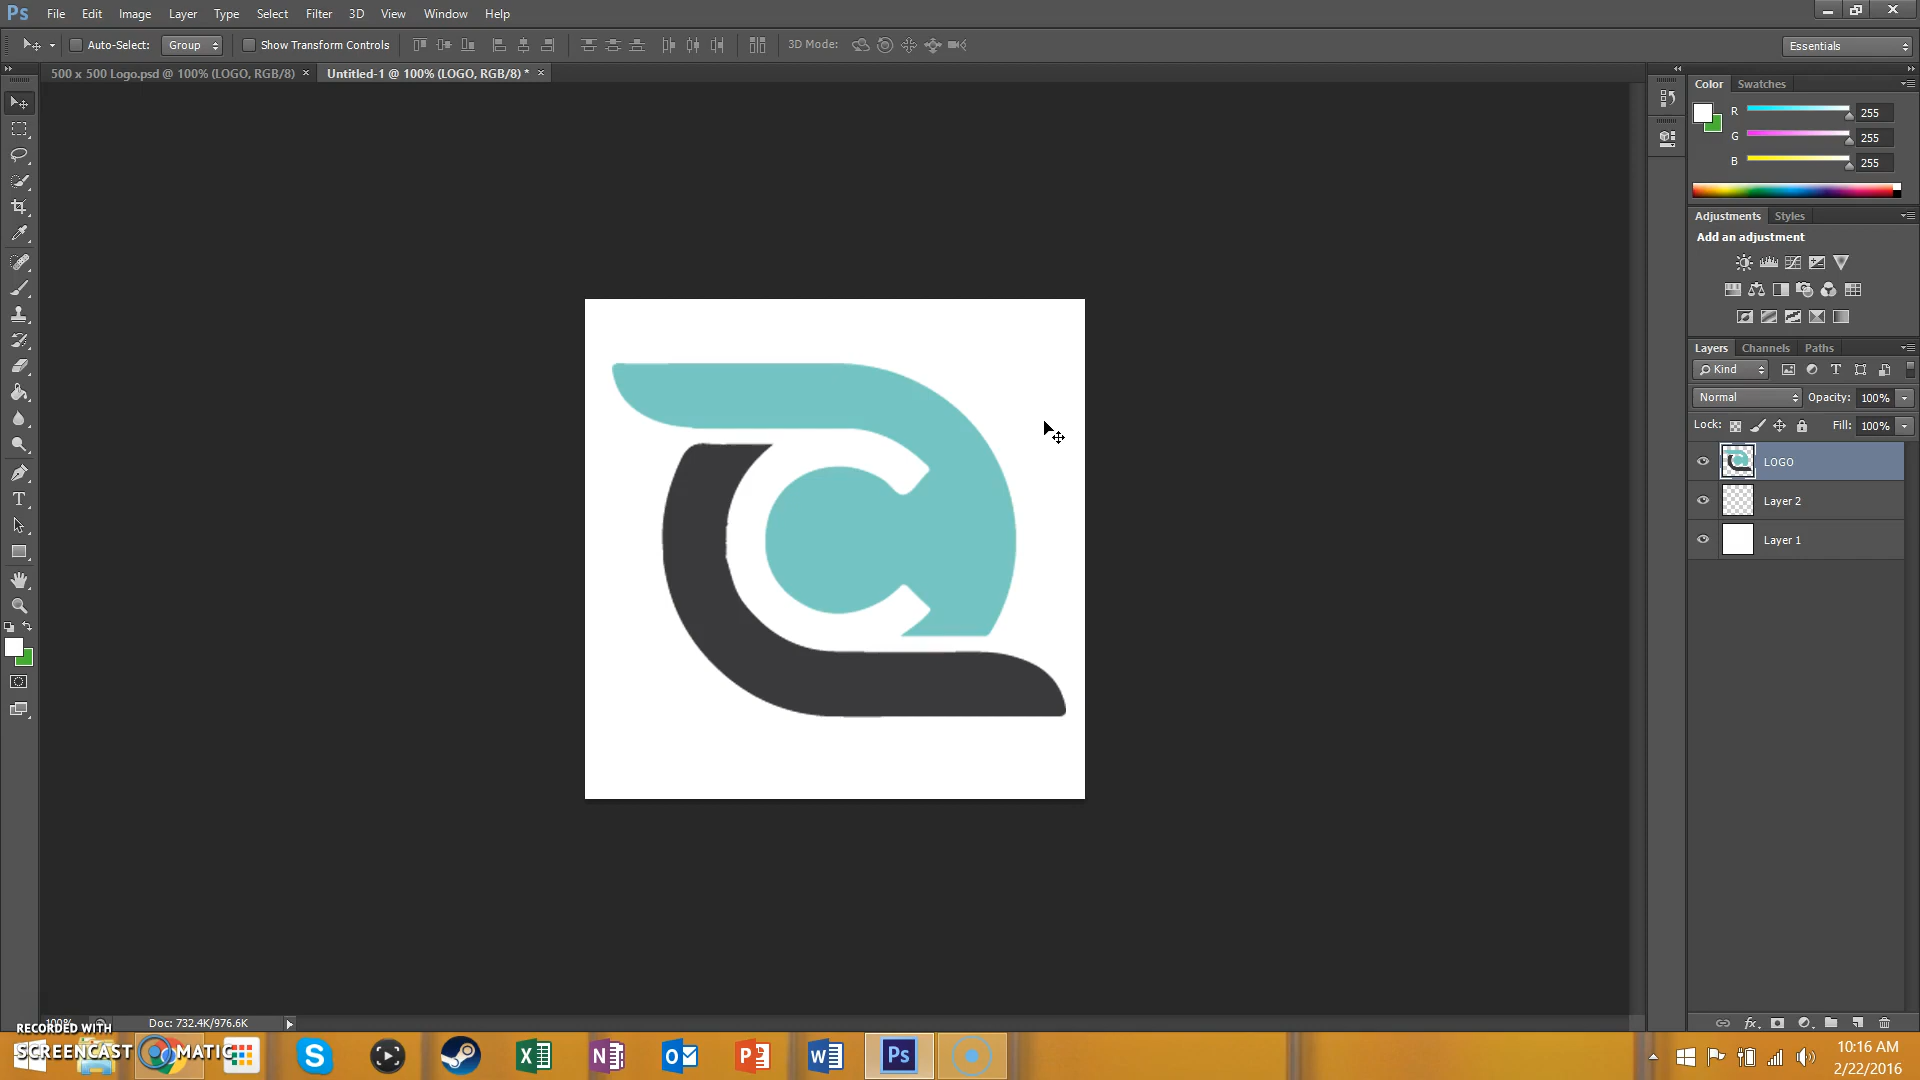 Ps File Edit Image Layer Type Select Filter 3D View Window Help
Auto-Select: Group Show Transform Controls 3D Mode: Essentials
500 x 500 Logo.psd @ 100% (LOGO, RGB/8) × Untitled-1 @ 100% (LOGO, RGB/8) * ×
Color Swatches
R 255
G 255
B 255
Adjustments Styles
Add an adjustment
Layers Channels Paths
Kind
Normal Opacity: 100%
Lock: Fill: 100%
LOGO
Layer 2
Layer 1
T
100% Doc: 732.4K/976.6K
RECORDED WITH
SCREENCAST MATIC
10:16 AM
2/22/2016